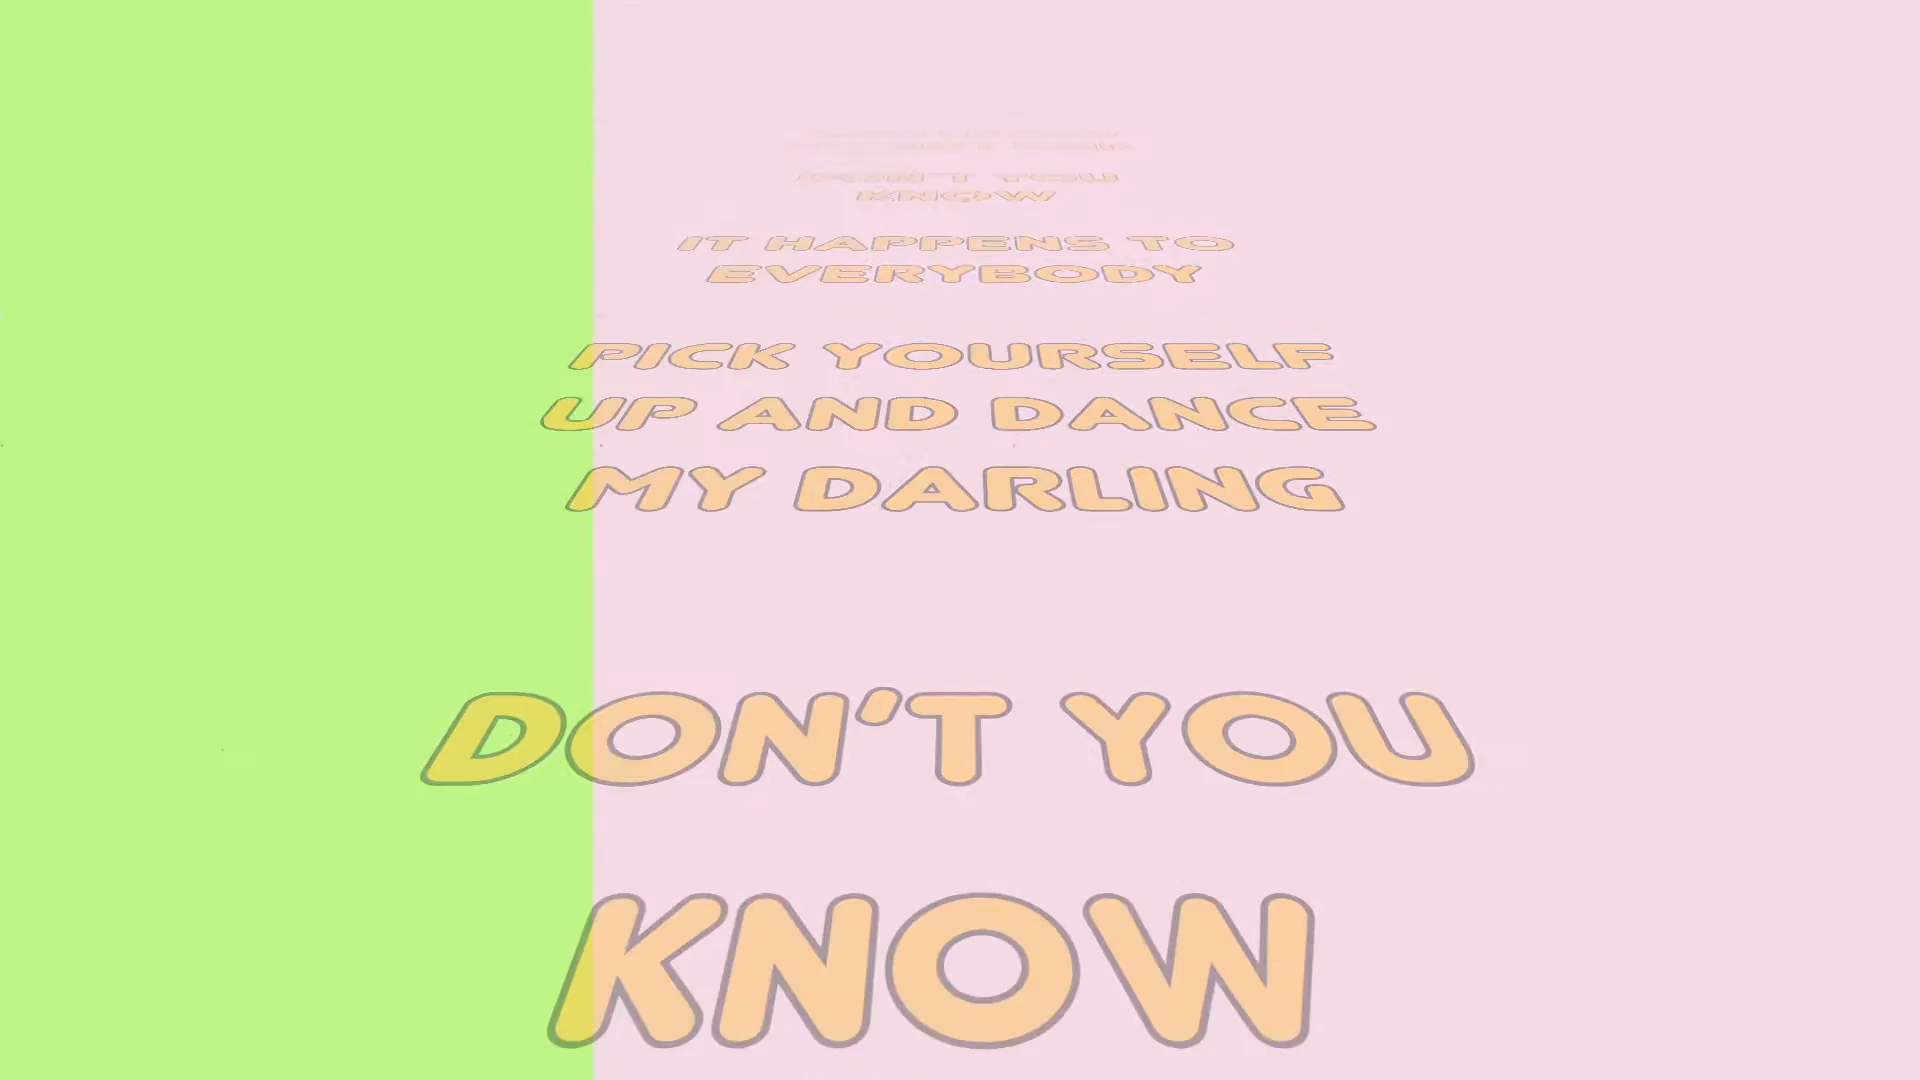 DON'T YOU
KNOW
IT HAPPENS TO
EVERYBODY
PICK YOURSELF
UP AND DANCE
MY DARLING
DON'T YOU
KNOW